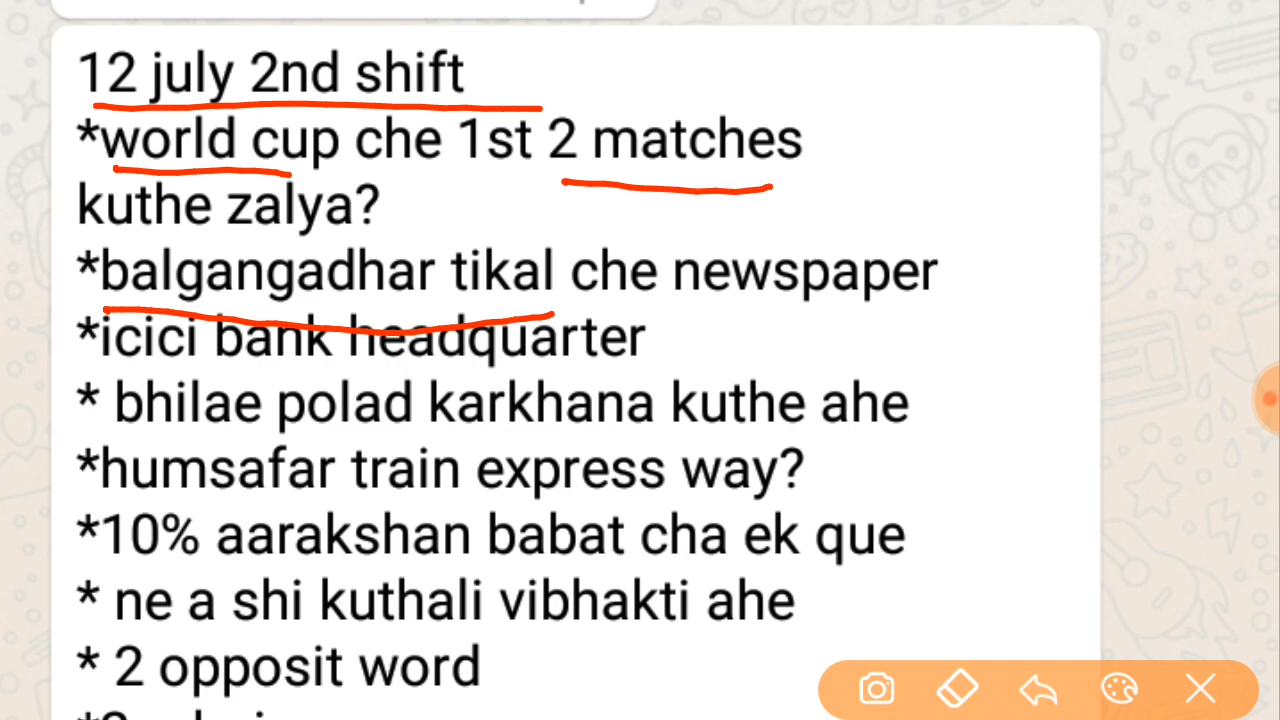 12 july 2nd shift
*world cup che 1st 2 matches
kuthe zalya?
*balgangadhar tikal che newspaper
*icici bank headquarter
* bhilae polad karkhana kuthe ahe
*humsafar train express way?
*10% aarakshan babat cha ek que
* ne a shi kuthali vibhakti ahe
* 2 opposit word